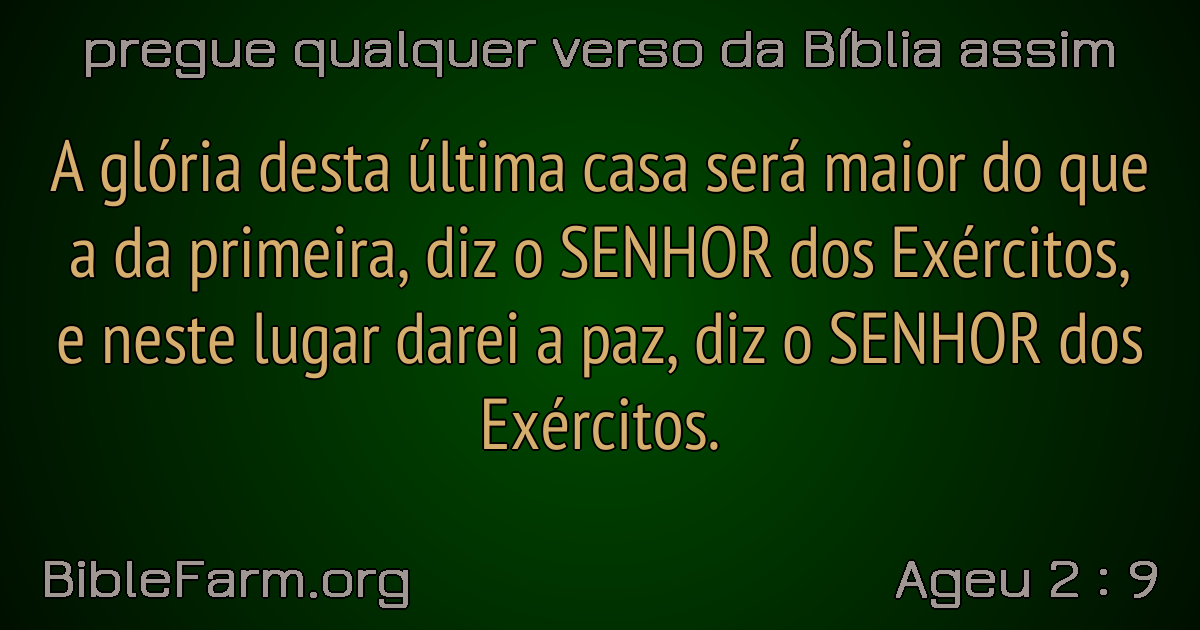 pregue qualquer verso da Bíblia assim
A glória desta última casa será maior do que
a da primeira, diz o SENHOR dos Exércitos,
e neste lugar darei a paz, diz o SENHOR dos
Exércitos.
BibleFarm.org
Ageu 2 : 9